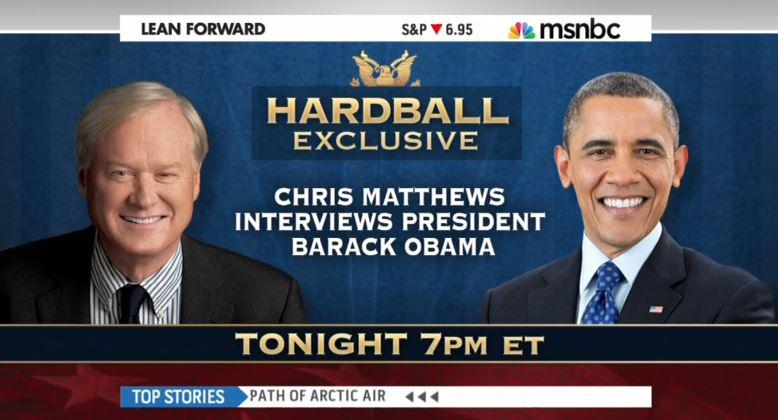 LEAN FORWARD
S&P ▼ 6.95
msnbc
HARDBALL
EXCLUSIVE
CHRIS MATTHEWS
INTERVIEWS PRESIDENT
BARACK OBAMA
TONIGHT 7PM ET
TOP STORIES
PATH OF ARCTIC AIR